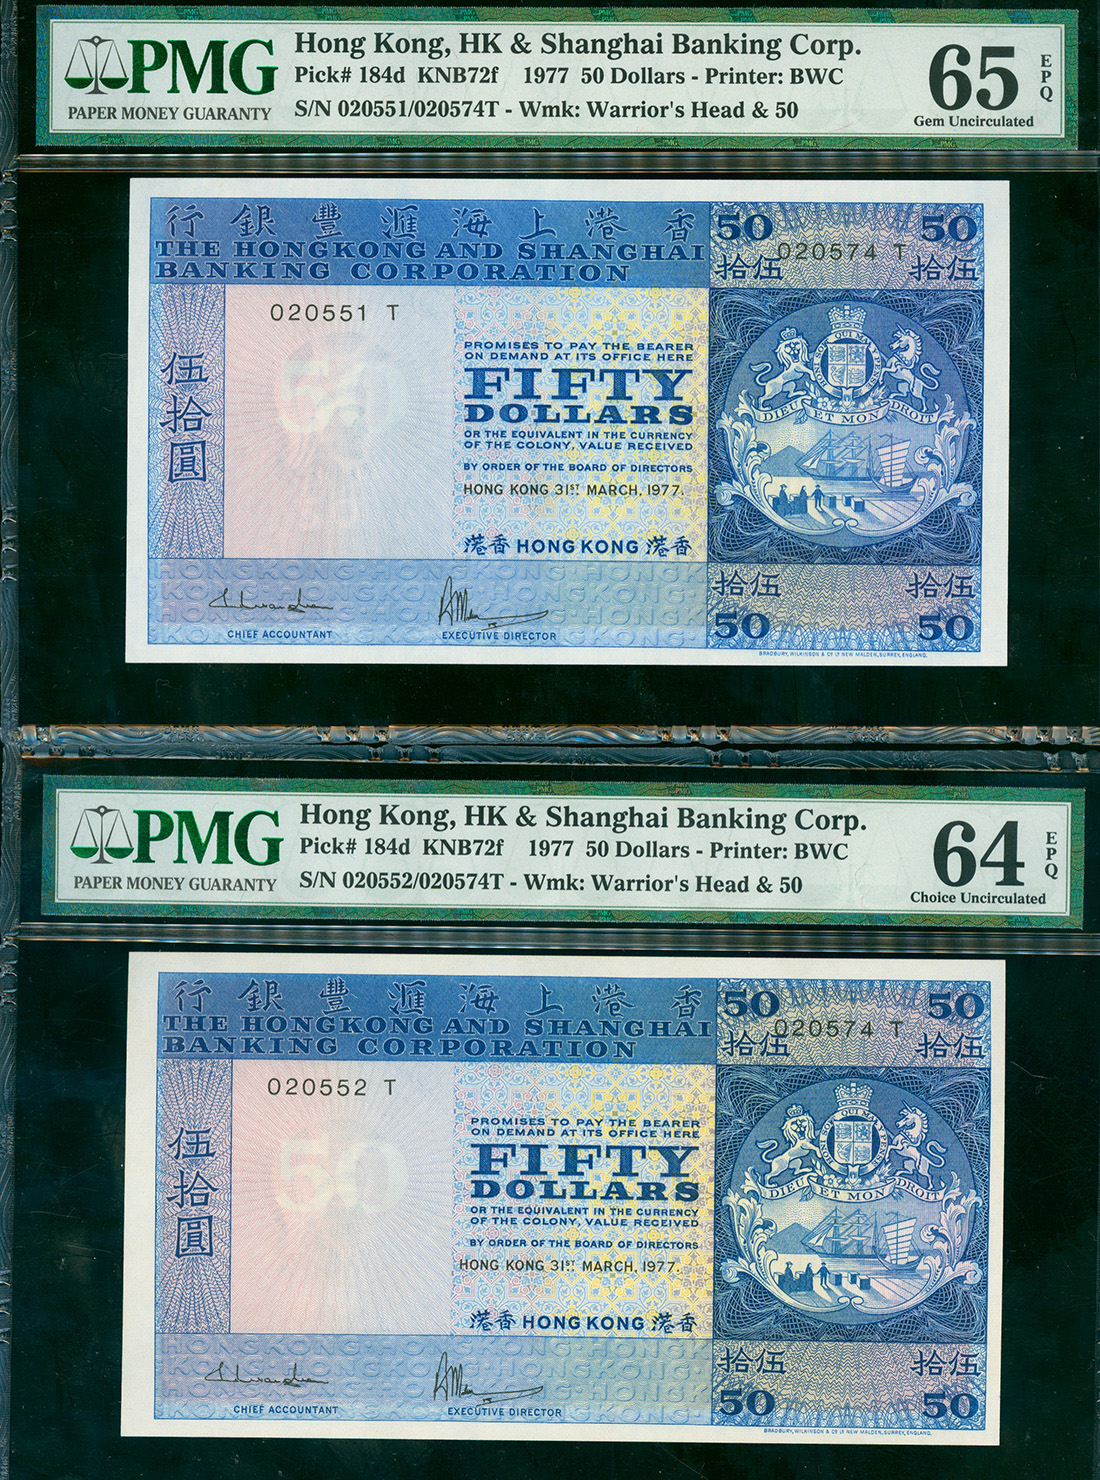 PMG
PAPER MONEY GUARANTY
Hong Kong, HK & Shanghai Banking Corp.
Pick# 184d KNB72f 1977 50 Dollars - Printer: BWC
S/N 020551/020574T - Wmk: Warrior's Head & 50
65 EPQ
Gem Uncirculated
行銀豐滙海上港香
THE HONGKONG AND SHANGHAI
BANKING CORPORATION
50 50
020574 T
拾伍 拾伍
020551 T
伍拾圓
50
PROMISES TO PAY THE BEARER
ON DEMAND AT ITS OFFICE HERE
FIFTY
DOLLARS
OR THE EQUIVALENT IN THE CURRENCY
OF THE COLONY, VALUE RECEIVED
BY ORDER OF THE BOARD OF DIRECTORS
HONG KONG 31ST MARCH, 1977.
港香 HONG KONG 港香
DIEU ET MON DROIT
HONGKONG HONGKONG HONGKONG
CHIEF ACCOUNTANT
EXECUTIVE DIRECTOR
拾伍 拾伍
50 50
BRADBURY, WILKINSON & Co. Ld. NEW MALDEN, SURREY, ENGLAND.
PMG
PAPER MONEY GUARANTY
Hong Kong, HK & Shanghai Banking Corp.
Pick# 184d KNB72f 1977 50 Dollars - Printer: BWC
S/N 020552/020574T - Wmk: Warrior's Head & 50
64 EPQ
Choice Uncirculated
行銀豐滙海上港香
THE HONGKONG AND SHANGHAI
BANKING CORPORATION
50 50
020574 T
拾伍 拾伍
020552 T
伍拾圓
50
PROMISES TO PAY THE BEARER
ON DEMAND AT ITS OFFICE HERE
FIFTY
DOLLARS
OR THE EQUIVALENT IN THE CURRENCY
OF THE COLONY, VALUE RECEIVED
BY ORDER OF THE BOARD OF DIRECTORS
HONG KONG 31ST MARCH, 1977.
港香 HONG KONG 港香
DIEU ET MON DROIT
HONGKONG HONGKONG HONGKONG
CHIEF ACCOUNTANT
EXECUTIVE DIRECTOR
拾伍 拾伍
50 50
BRADBURY, WILKINSON & Co. Ld. NEW MALDEN, SURREY, ENGLAND.